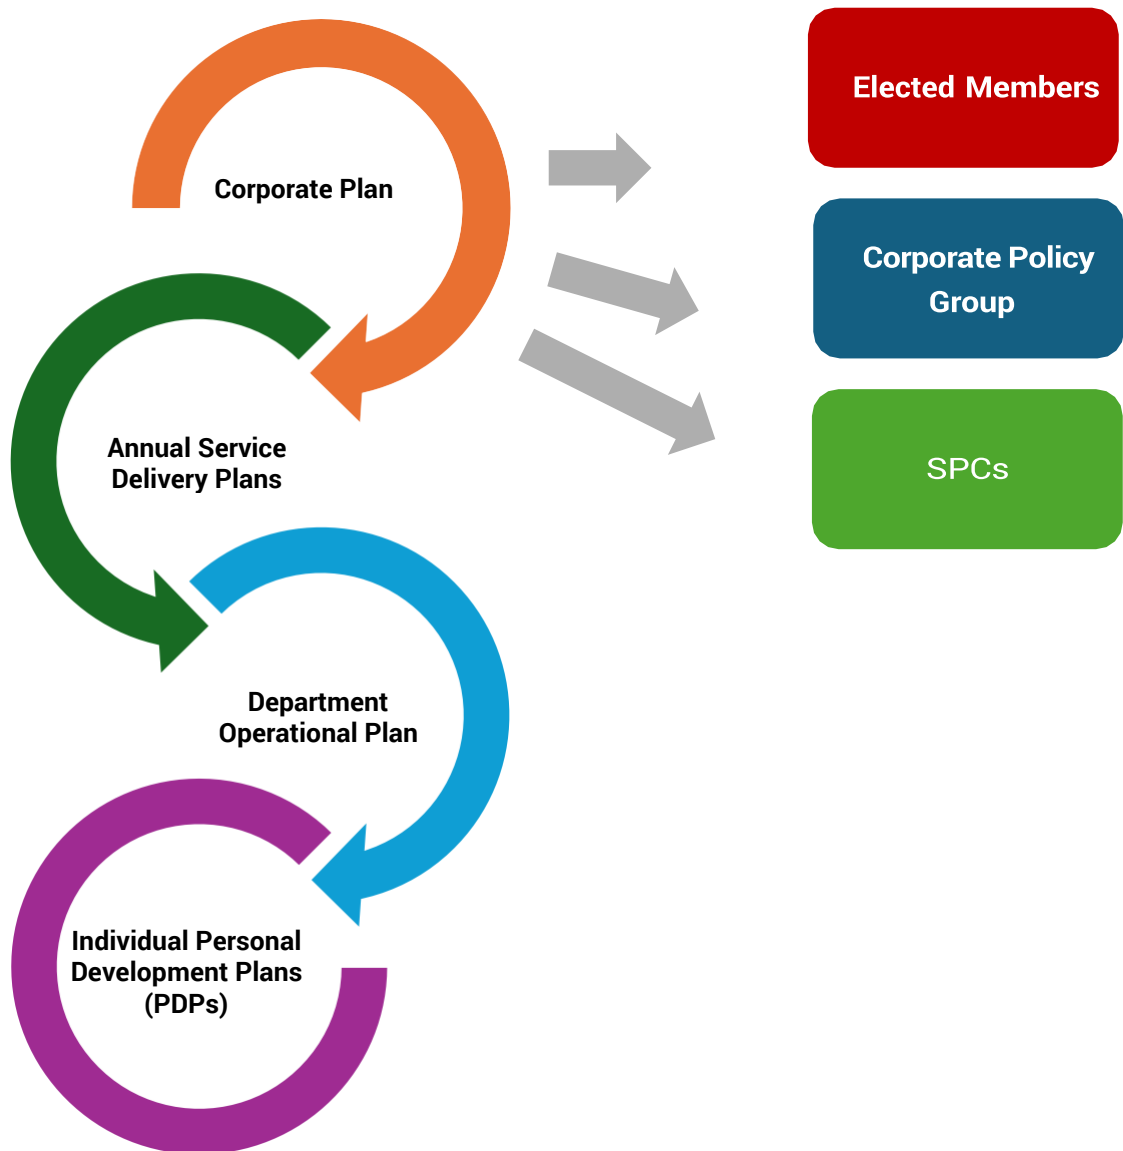 Corporate Plan
Annual Service
Delivery Plans
Department
Operational Plan
Individual Personal
Development Plans
(PDPs)
Elected Members
Corporate Policy
Group
SPCs